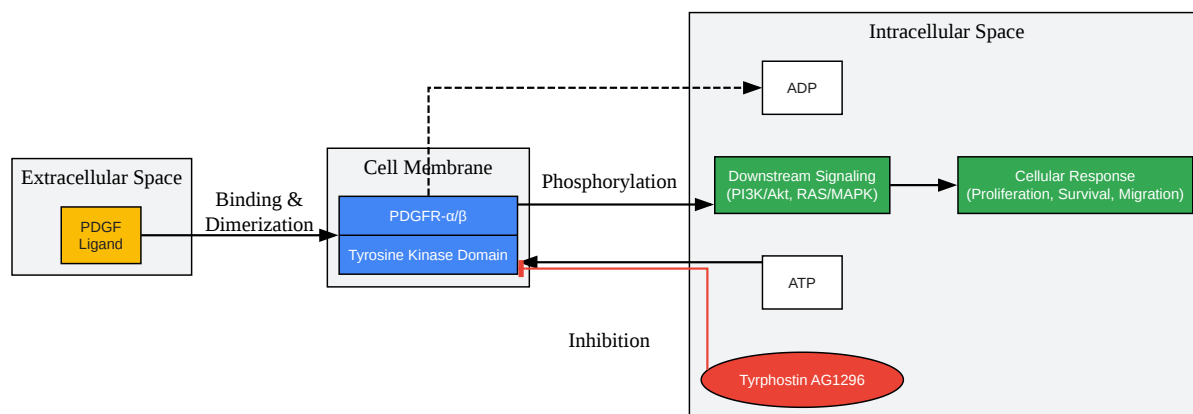 Intracellular Space
ADP
Extracellular Space
PDGF
Ligand
Binding &
Dimerization
Cell Membrane
PDGFR-α/β
Tyrosine Kinase Domain
Phosphorylation
Downstream Signaling
(PI3K/Akt, RAS/MAPK)
Cellular Response
(Proliferation, Survival, Migration)
ATP
Inhibition
Tyrphostin AG1296